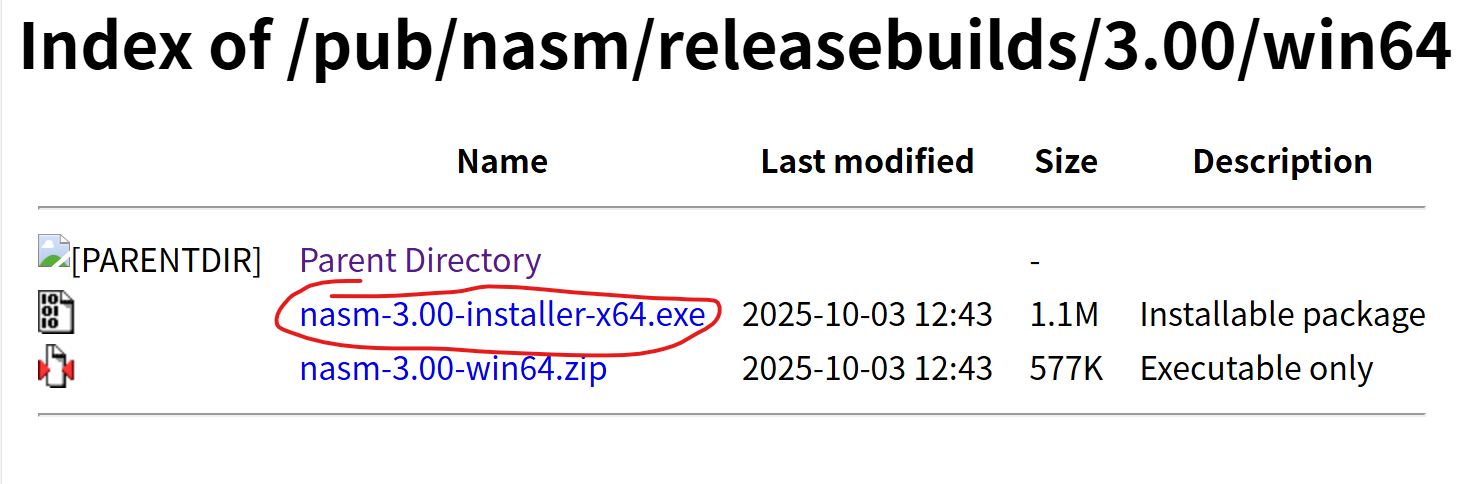 Index of /pub/nasm/releasebuilds/3.00/win64
Name Last modified Size Description
[PARENTDIR] Parent Directory -
nasm-3.00-installer-x64.exe 2025-10-03 12:43 1.1M Installable package
nasm-3.00-win64.zip 2025-10-03 12:43 577K Executable only